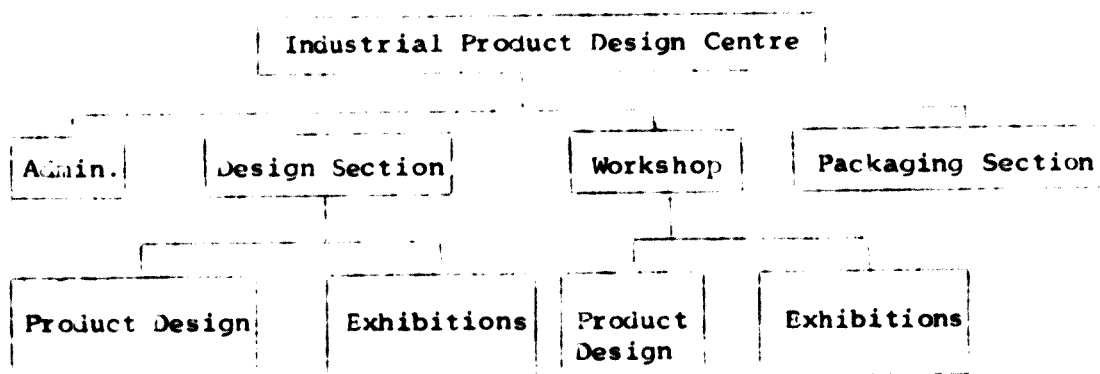 Industrial Product Design Centre
Admin.
Design Section
Workshop
Packaging Section
Product Design
Exhibitions
Product
Design
Exhibitions